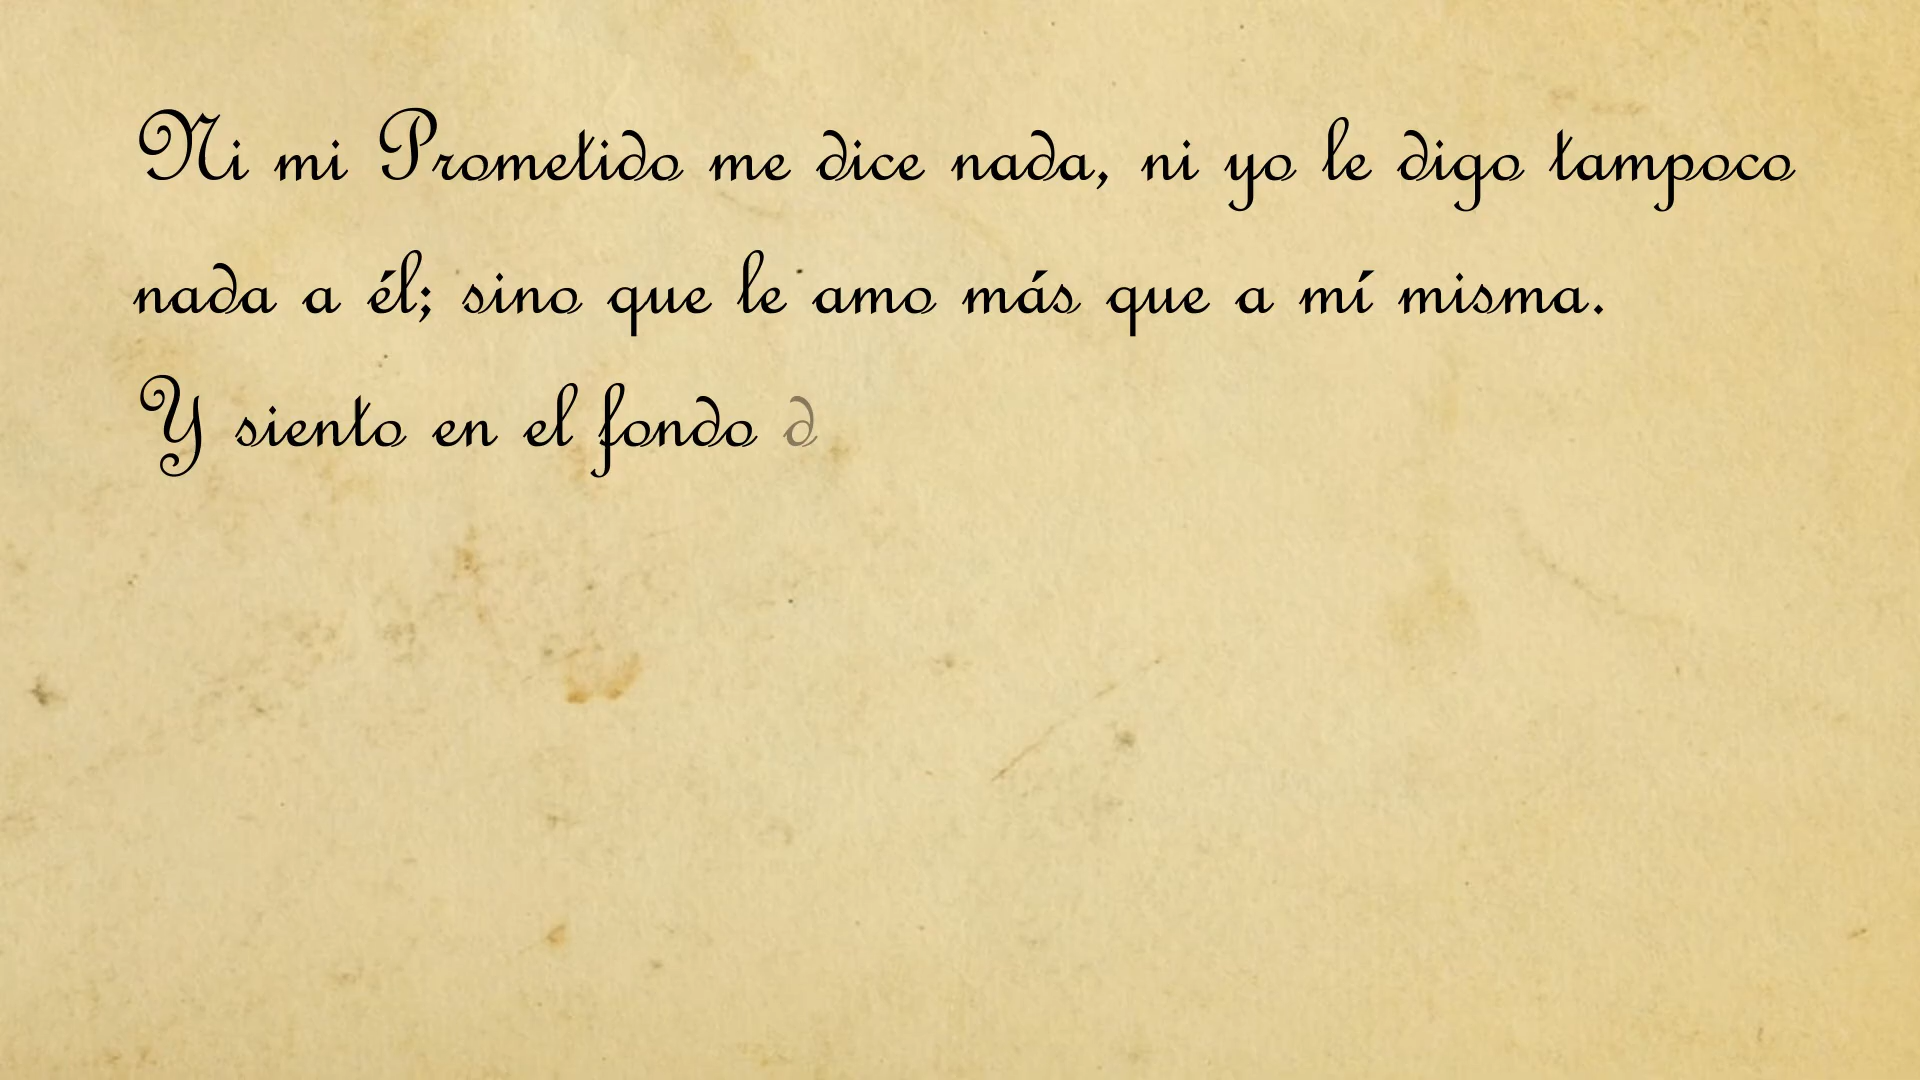 Ni mi Prometido me dice nada, ni yo le digo tampoco
nada a él; sino que le amo más que a mí misma.
Y siento en el fondo d